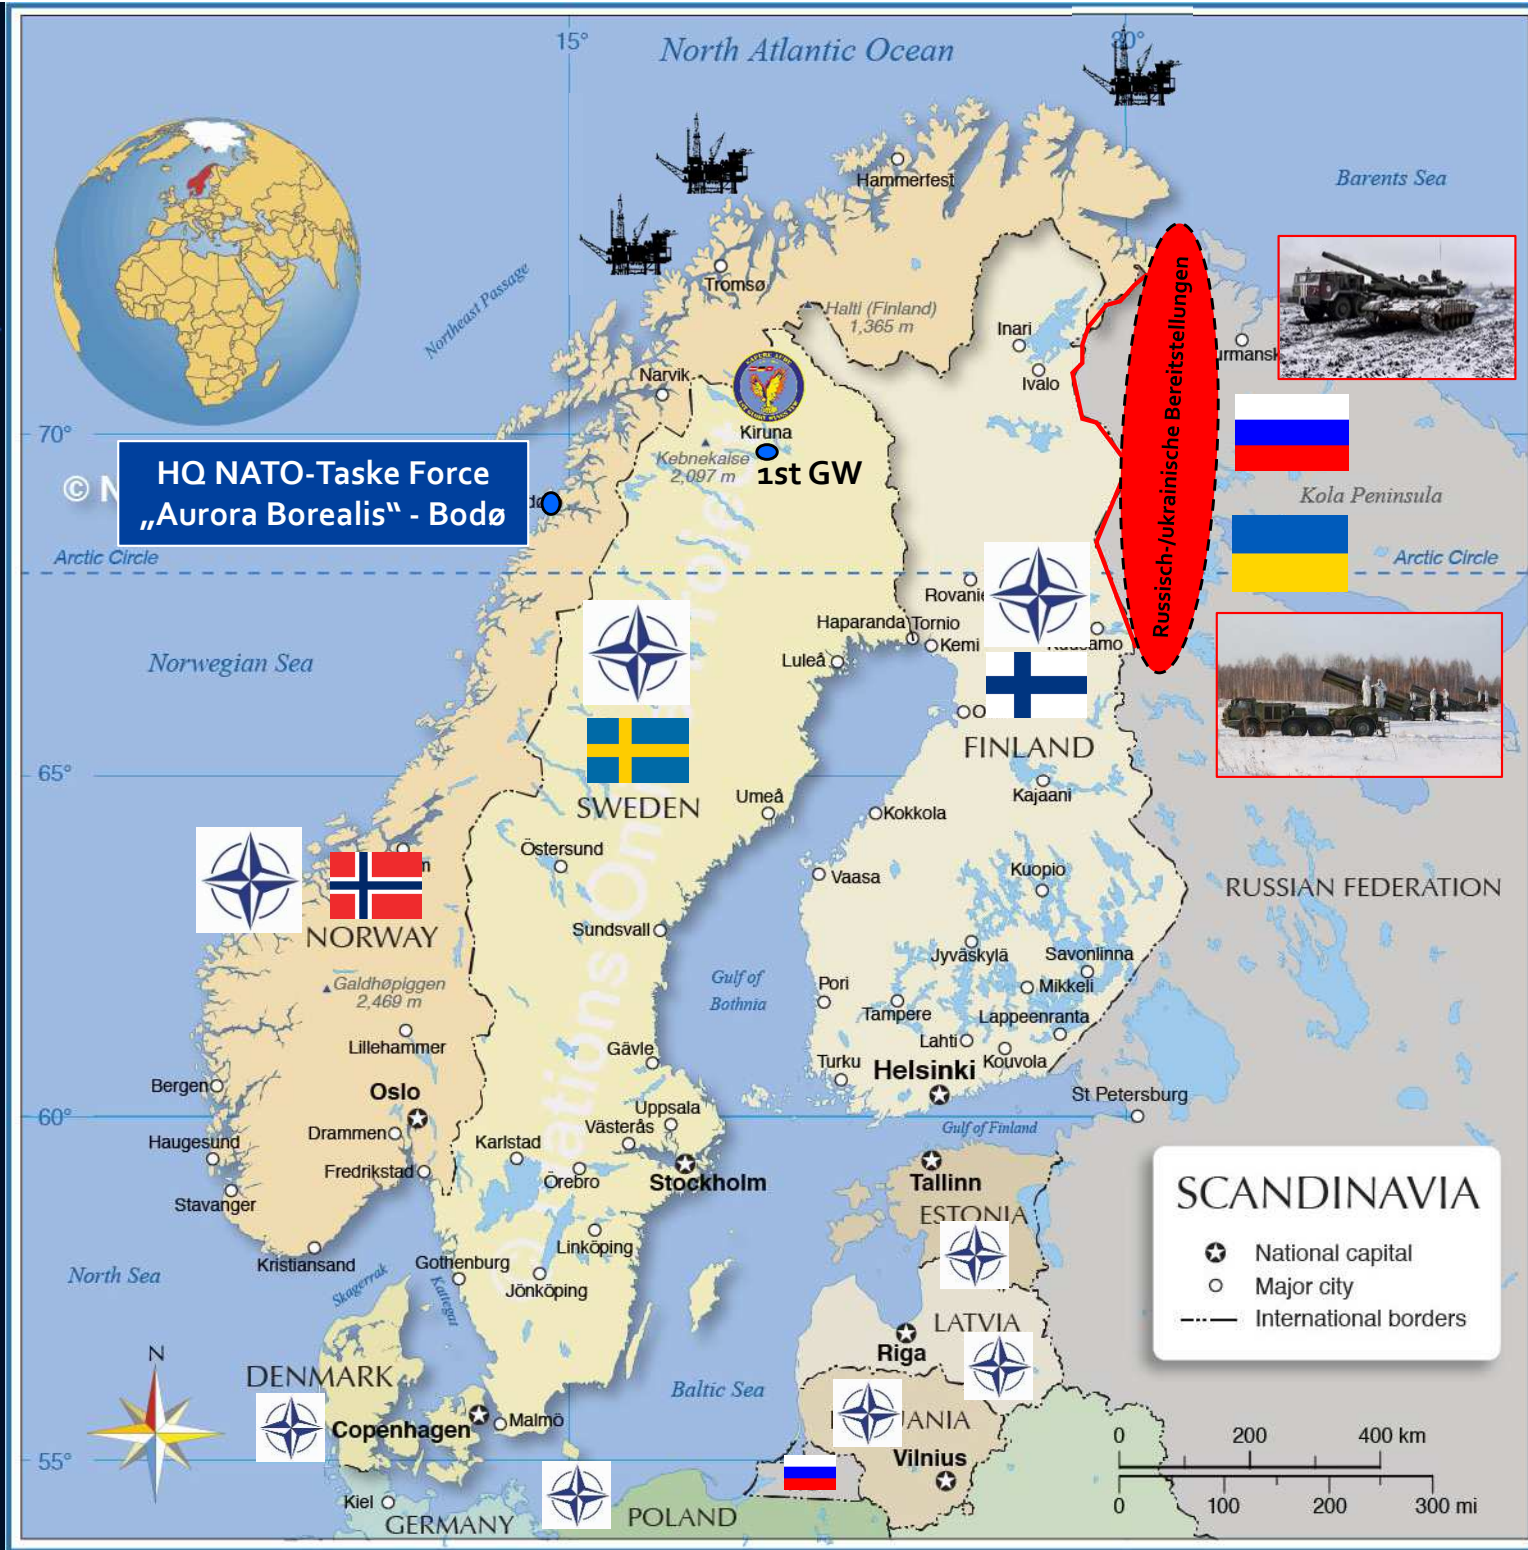 15°
30°
North Atlantic Ocean
Barents Sea
Hammerfest
Northeast Passage
Tromsø
Halti (Finland)
1,365 m
Inari
Ivalo
urmansk
Russisch-/ukrainische Bereitstellungen
Narvik
Kiruna
Kebnekaise
2,097 m
1st GW
70°
HQ NATO-Taske Force
„Aurora Borealis“ - Bodø
© N
Kola Peninsula
Arctic Circle
Arctic Circle
Rovanie
Haparanda
Tornio
Kemi
amo
Luleå
Norwegian Sea
FINLAND
65°
SWEDEN
Umeå
Kajaani
Kokkola
Östersund
Kuopio
Vaasa
RUSSIAN FEDERATION
NORWAY
Sundsvall
Jyväskylä
Savonlinna
Galdhøpiggen
2,469 m
Gulf of
Bothnia
Pori
Mikkeli
Tampere
Lappeenranta
Lillehammer
Lahti
Gävle
Turku
Kouvola
Helsinki
Bergen
Oslo
St Petersburg
60°
Uppsala
Drammen
Västerås
Gulf of Finland
Haugesund
Karlstad
Fredrikstad
Örebro
Stockholm
Tallinn
Stavanger
ESTONIA
SCANDINAVIA
National capital
Major city
International borders
Linköping
Kristiansand
Gothenburg
Jönköping
North Sea
Skagerrak
Kattegat
LATVIA
Riga
N
DENMARK
Baltic Sea
Copenhagen
Malmö
UANIA
Vilnius
55°
Kiel
GERMANY
POLAND
0 200 400 km
0 100 200 300 mi